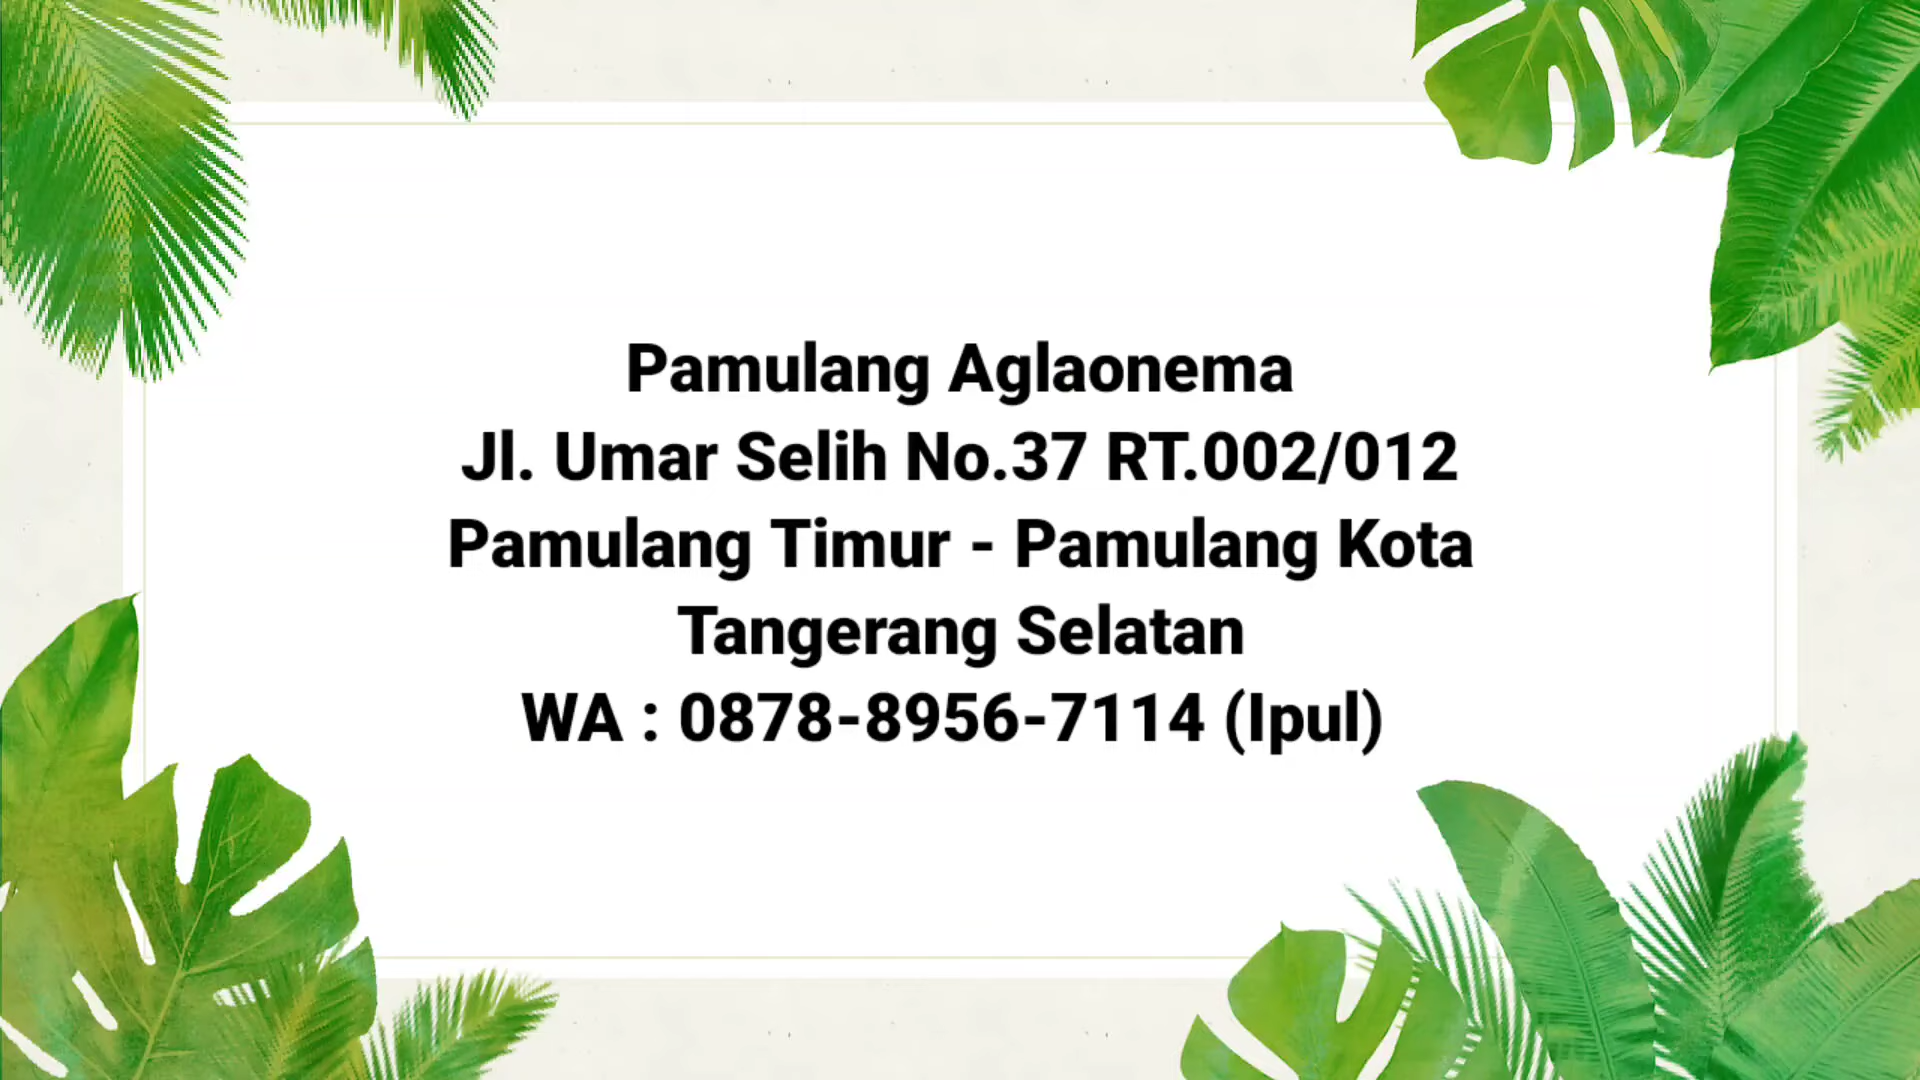 Pamulang Aglaonema
Jl. Umar Selih No.37 RT.002/012
Pamulang Timur - Pamulang Kota
Tangerang Selatan
WA : 0878-8956-7114 (Ipul)